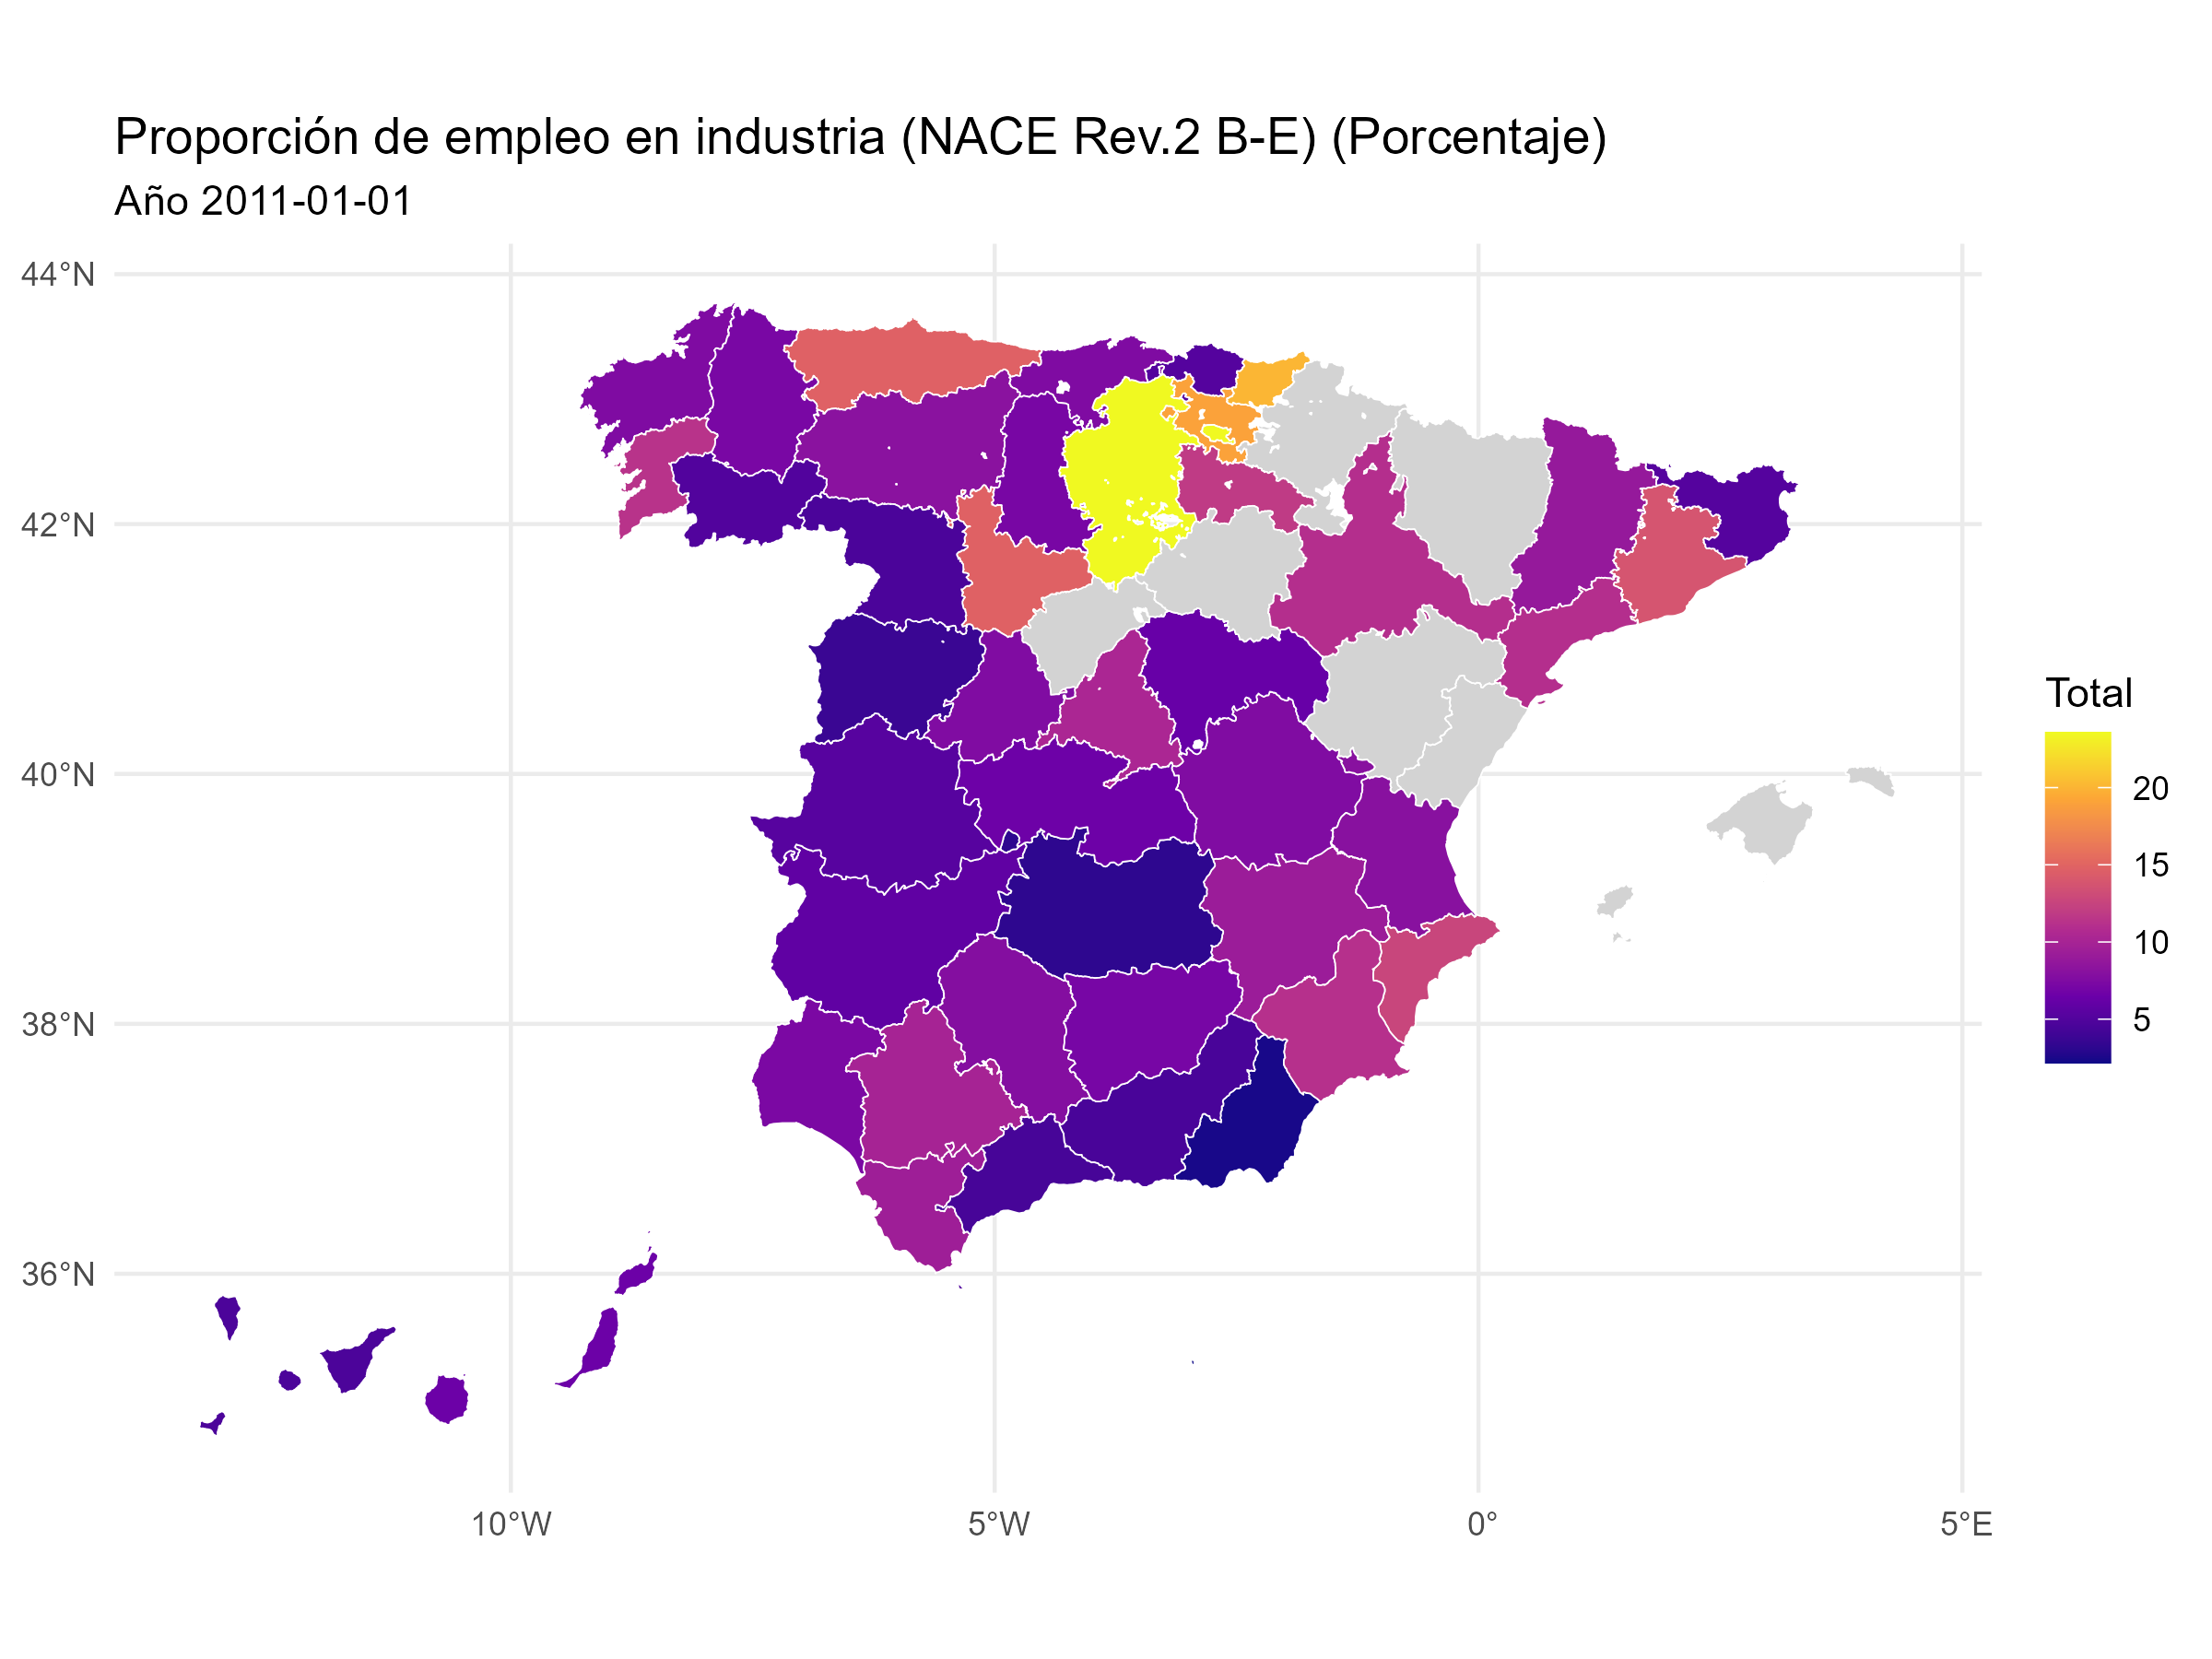 Proporción de empleo en industria (NACE Rev.2 B-E) (Porcentaje)
Año 2011-01-01
44°N
42°N
40°N
38°N
36°N
10°W
5°W
0°
5°E
Total
20
15
10
5